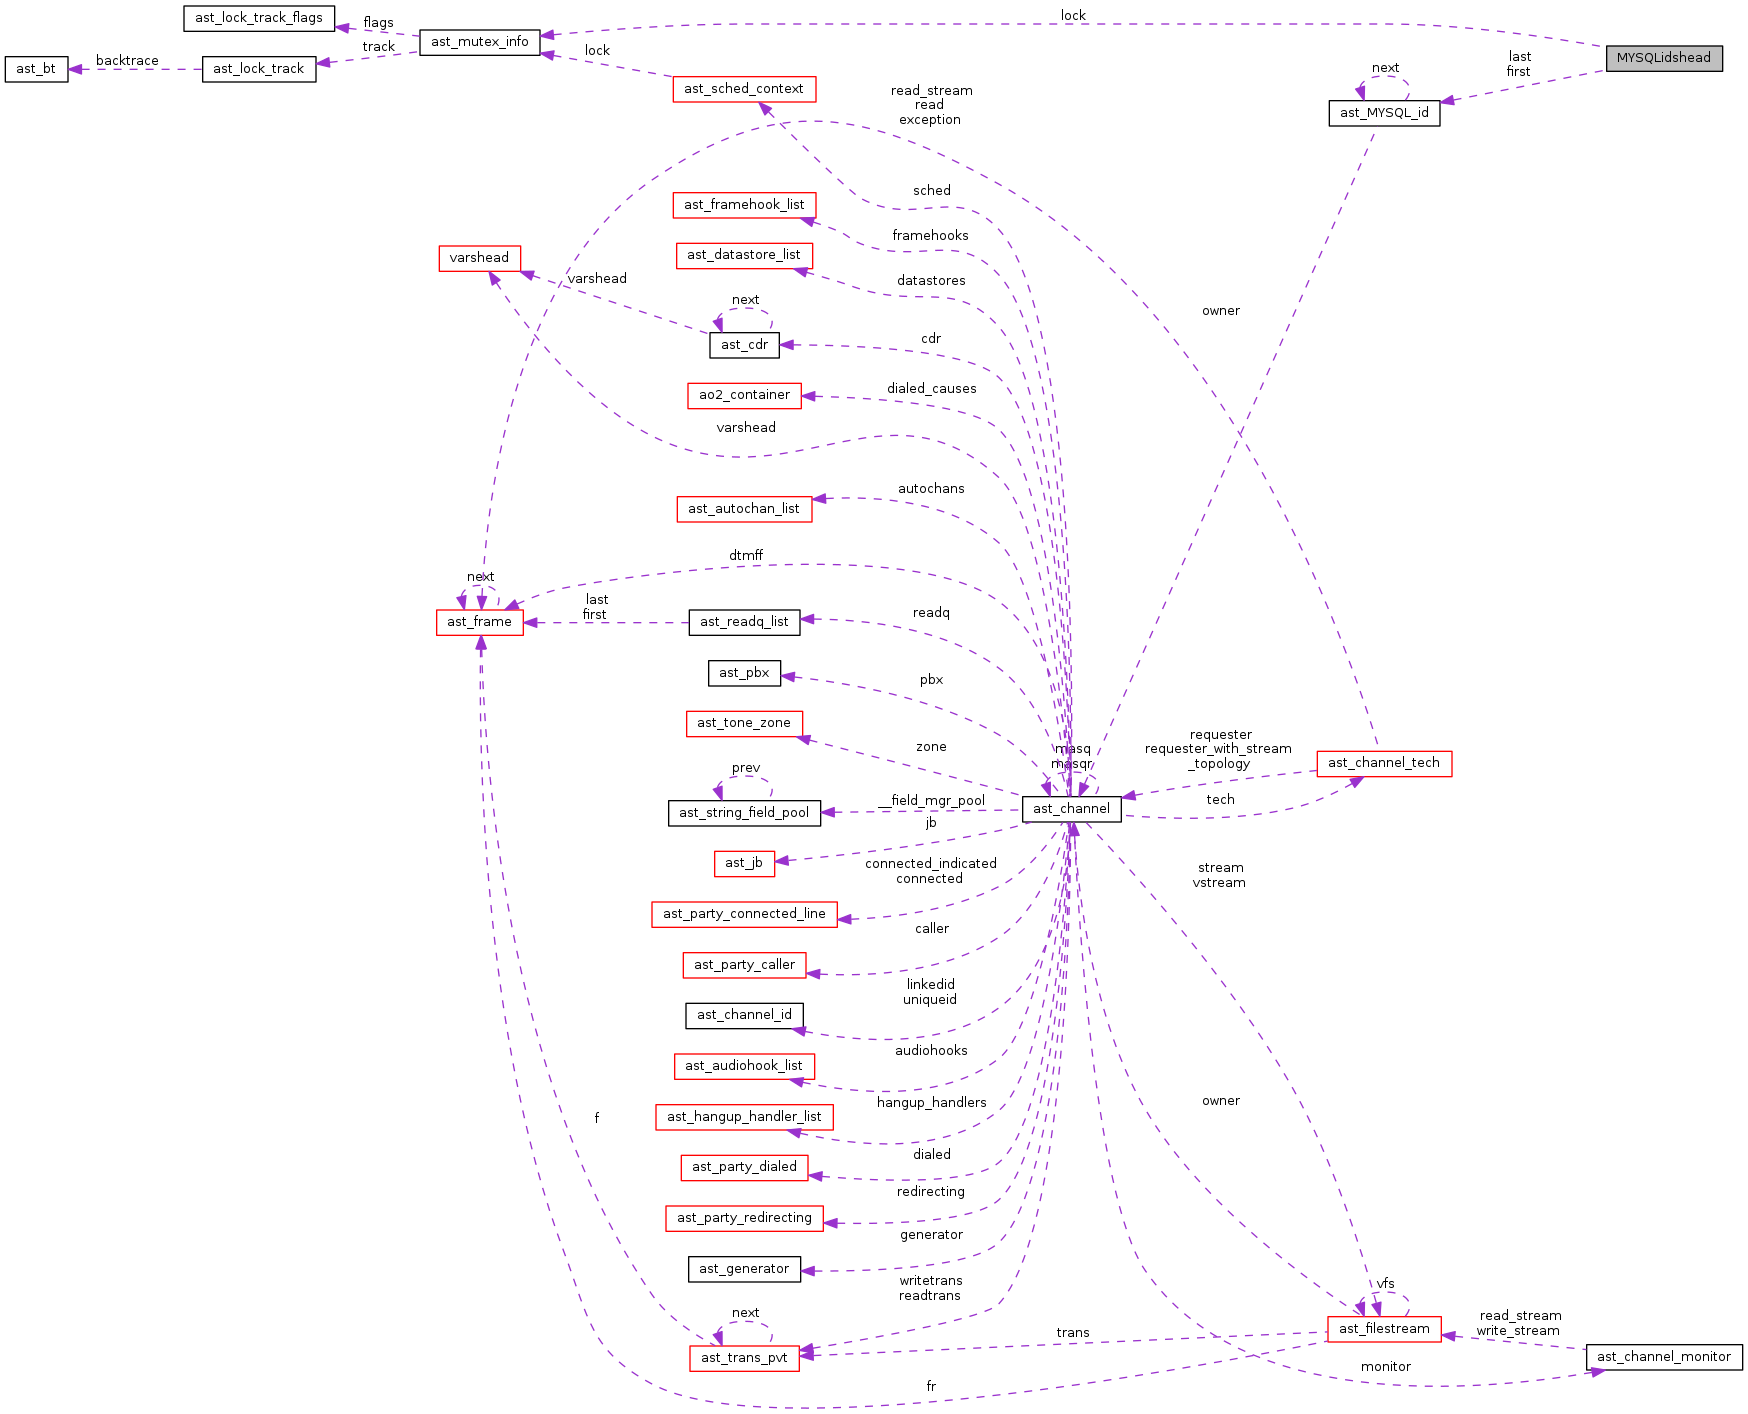 ast_lock_track_flags
flags
lock
ast_mutex_info
track
lock
MYSQLidshead
backtrace
ast_bt
ast_lock_track
last
first
next
ast_sched_context
read_stream
read
exception
ast_MYSQL_id
sched
ast_framehook_list
framehooks
varshead
ast_datastore_list
varshead
datastores
next
owner
ast_cdr
cdr
ao2_container
dialed_causes
varshead
ast_autochan_list
autochans
dtmff
next
last
first
ast_frame
ast_readq_list
readq
ast_pbx
pbx
ast_tone_zone
zone
masq
masqr
requester
requester_with_stream
_topology
ast_channel_tech
prev
ast_string_field_pool
__field_mgr_pool
ast_channel
tech
jb
ast_jb
connected_indicated
connected
stream
vstream
ast_party_connected_line
caller
ast_party_caller
linkedid
uniqueid
ast_channel_id
audiohooks
ast_audiohook_list
hangup_handlers
ast_hangup_handler_list
f
owner
dialed
ast_party_dialed
redirecting
ast_party_redirecting
generator
ast_generator
writetrans
readtrans
vfs
next
read_stream
write_stream
trans
ast_filestream
ast_trans_pvt
monitor
ast_channel_monitor
fr